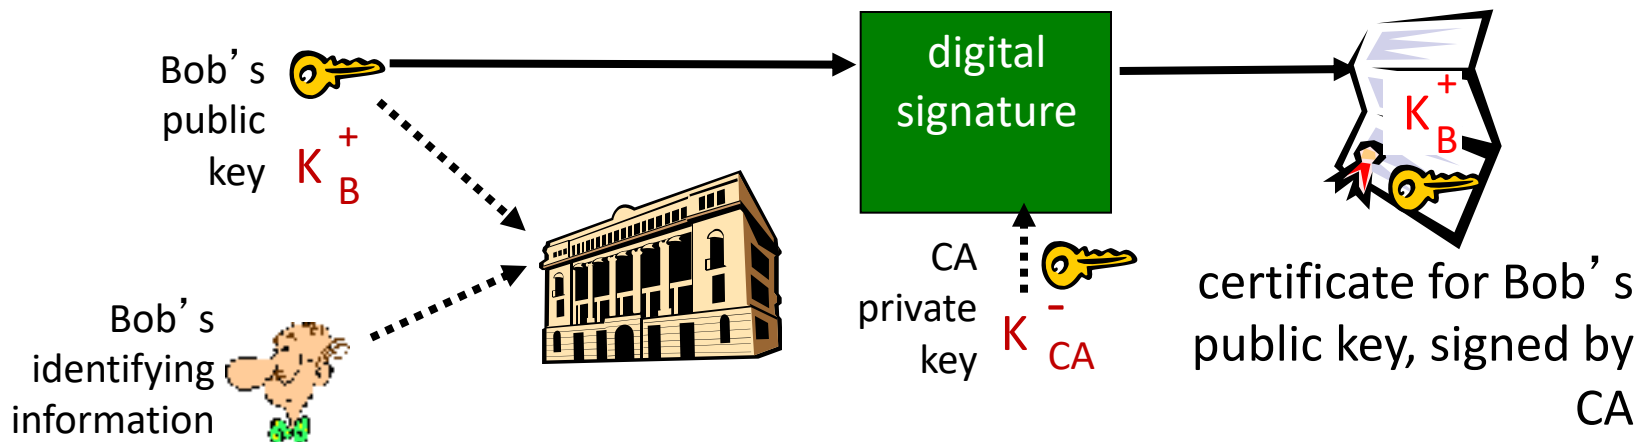 Bob’s
public
key
K
+
B
Bob’s
identifying
information
digital
signature
CA
private
key
K
-
CA
K
+
B
certificate for Bob’s
public key, signed by
CA